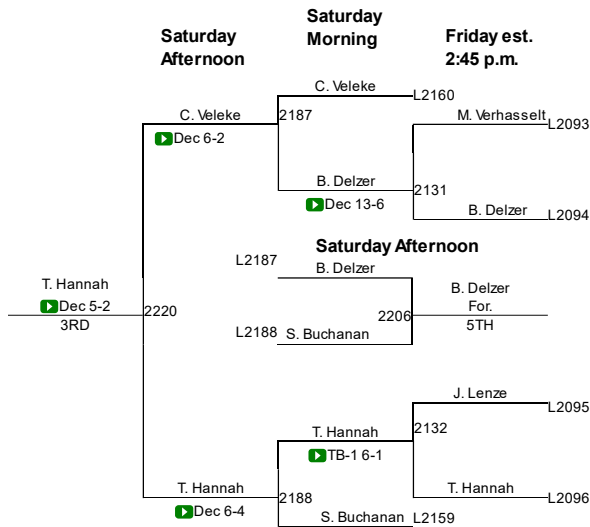 Saturday
Afternoon
Saturday
Morning
Friday est.
2:45 p.m.
C. Veleke
L2160
C. Veleke
2187
M. Verhasselt
L2093
Dec 6-2
B. Delzer
2131
Dec 13-6
B. Delzer
L2094
Saturday Afternoon
L2187
B. Delzer
T. Hannah
B. Delzer
Dec 5-2
2220
2206
For.
3RD
L2188
S. Buchanan
5TH
J. Lenze
L2095
T. Hannah
2132
TB-1 6-1
T. Hannah
2188
T. Hannah
L2096
Dec 6-4
S. Buchanan
L2159